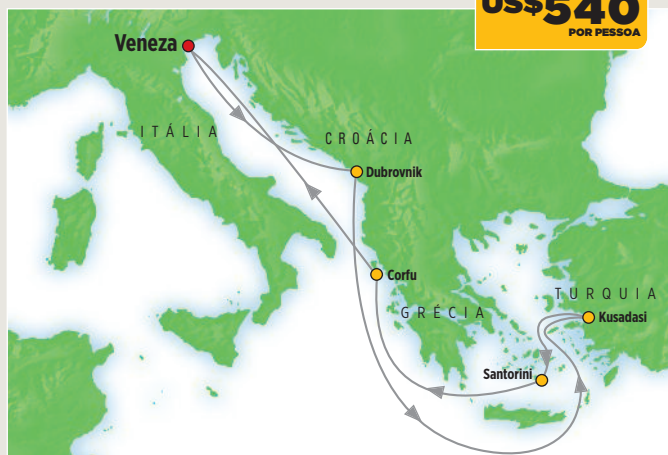 US$540
POR PESSOA
Veneza
ITÁLIA
CROÁCIA
Dubrovnik
Corfu
GRÉCIA
TURQUIA
Kusadasi
Santorini